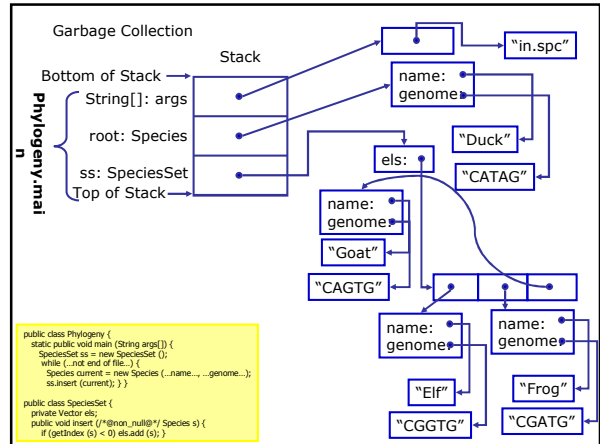 Garbage Collection
Stack
Bottom of Stack
String[]: args
root: Species
ss: SpeciesSet
Top of Stack
Phylogeny.mai
n
“in.spc”
name:
genome:
“Duck”
“CATAG”
els:
name:
genome:
“Goat”
“CAGTG”
name:
genome:
“Elf”
“CGGTG”
name:
genome:
“Frog”
“CGATG”
public class Phylogeny {
static public void main (String args[]) {
SpeciesSet ss = new SpeciesSet ();
while (...not end of file...) {
Species current = new Species (...name..., ...genome...);
ss.insert (current); } }
public class SpeciesSet {
private Vector els;
public void insert (/*@non_null@*/ Species s) {
if (getIndex (s) < 0) els.add (s); }